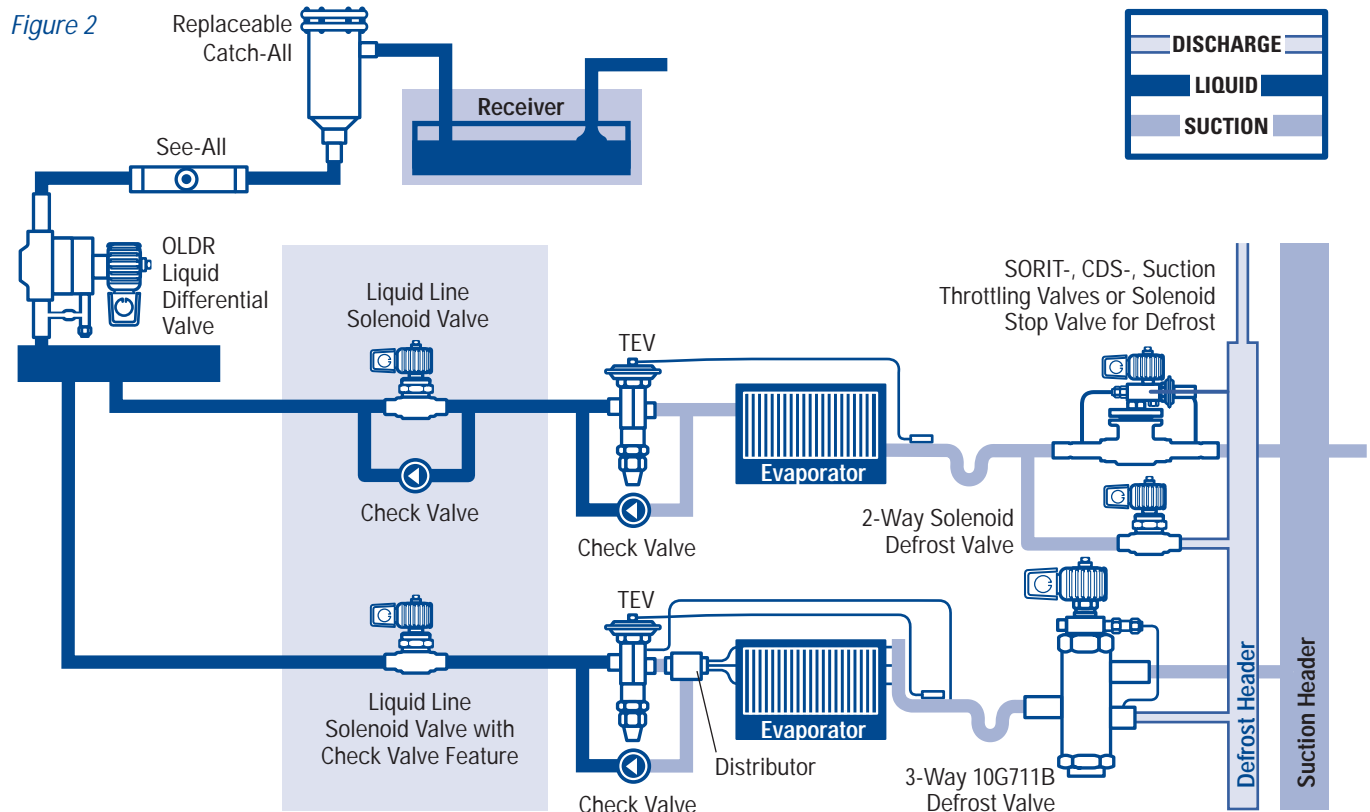 Figure 2
Replaceable
Catch-All
DISCHARGE
LIQUID
SUCTION
Receiver
See-All
OLDR
Liquid
Differential
Valve
Liquid Line
Solenoid Valve
TEV
SORIT-, CDS-, Suction
Throttling Valves or Solenoid
Stop Valve for Defrost
Evaporator
Check Valve
Check Valve
2-Way Solenoid
Defrost Valve
TEV
Liquid Line
Solenoid Valve with
Check Valve Feature
Evaporator
Distributor
Check Valve
3-Way 10G711B
Defrost Valve
Defrost Header
Suction Header